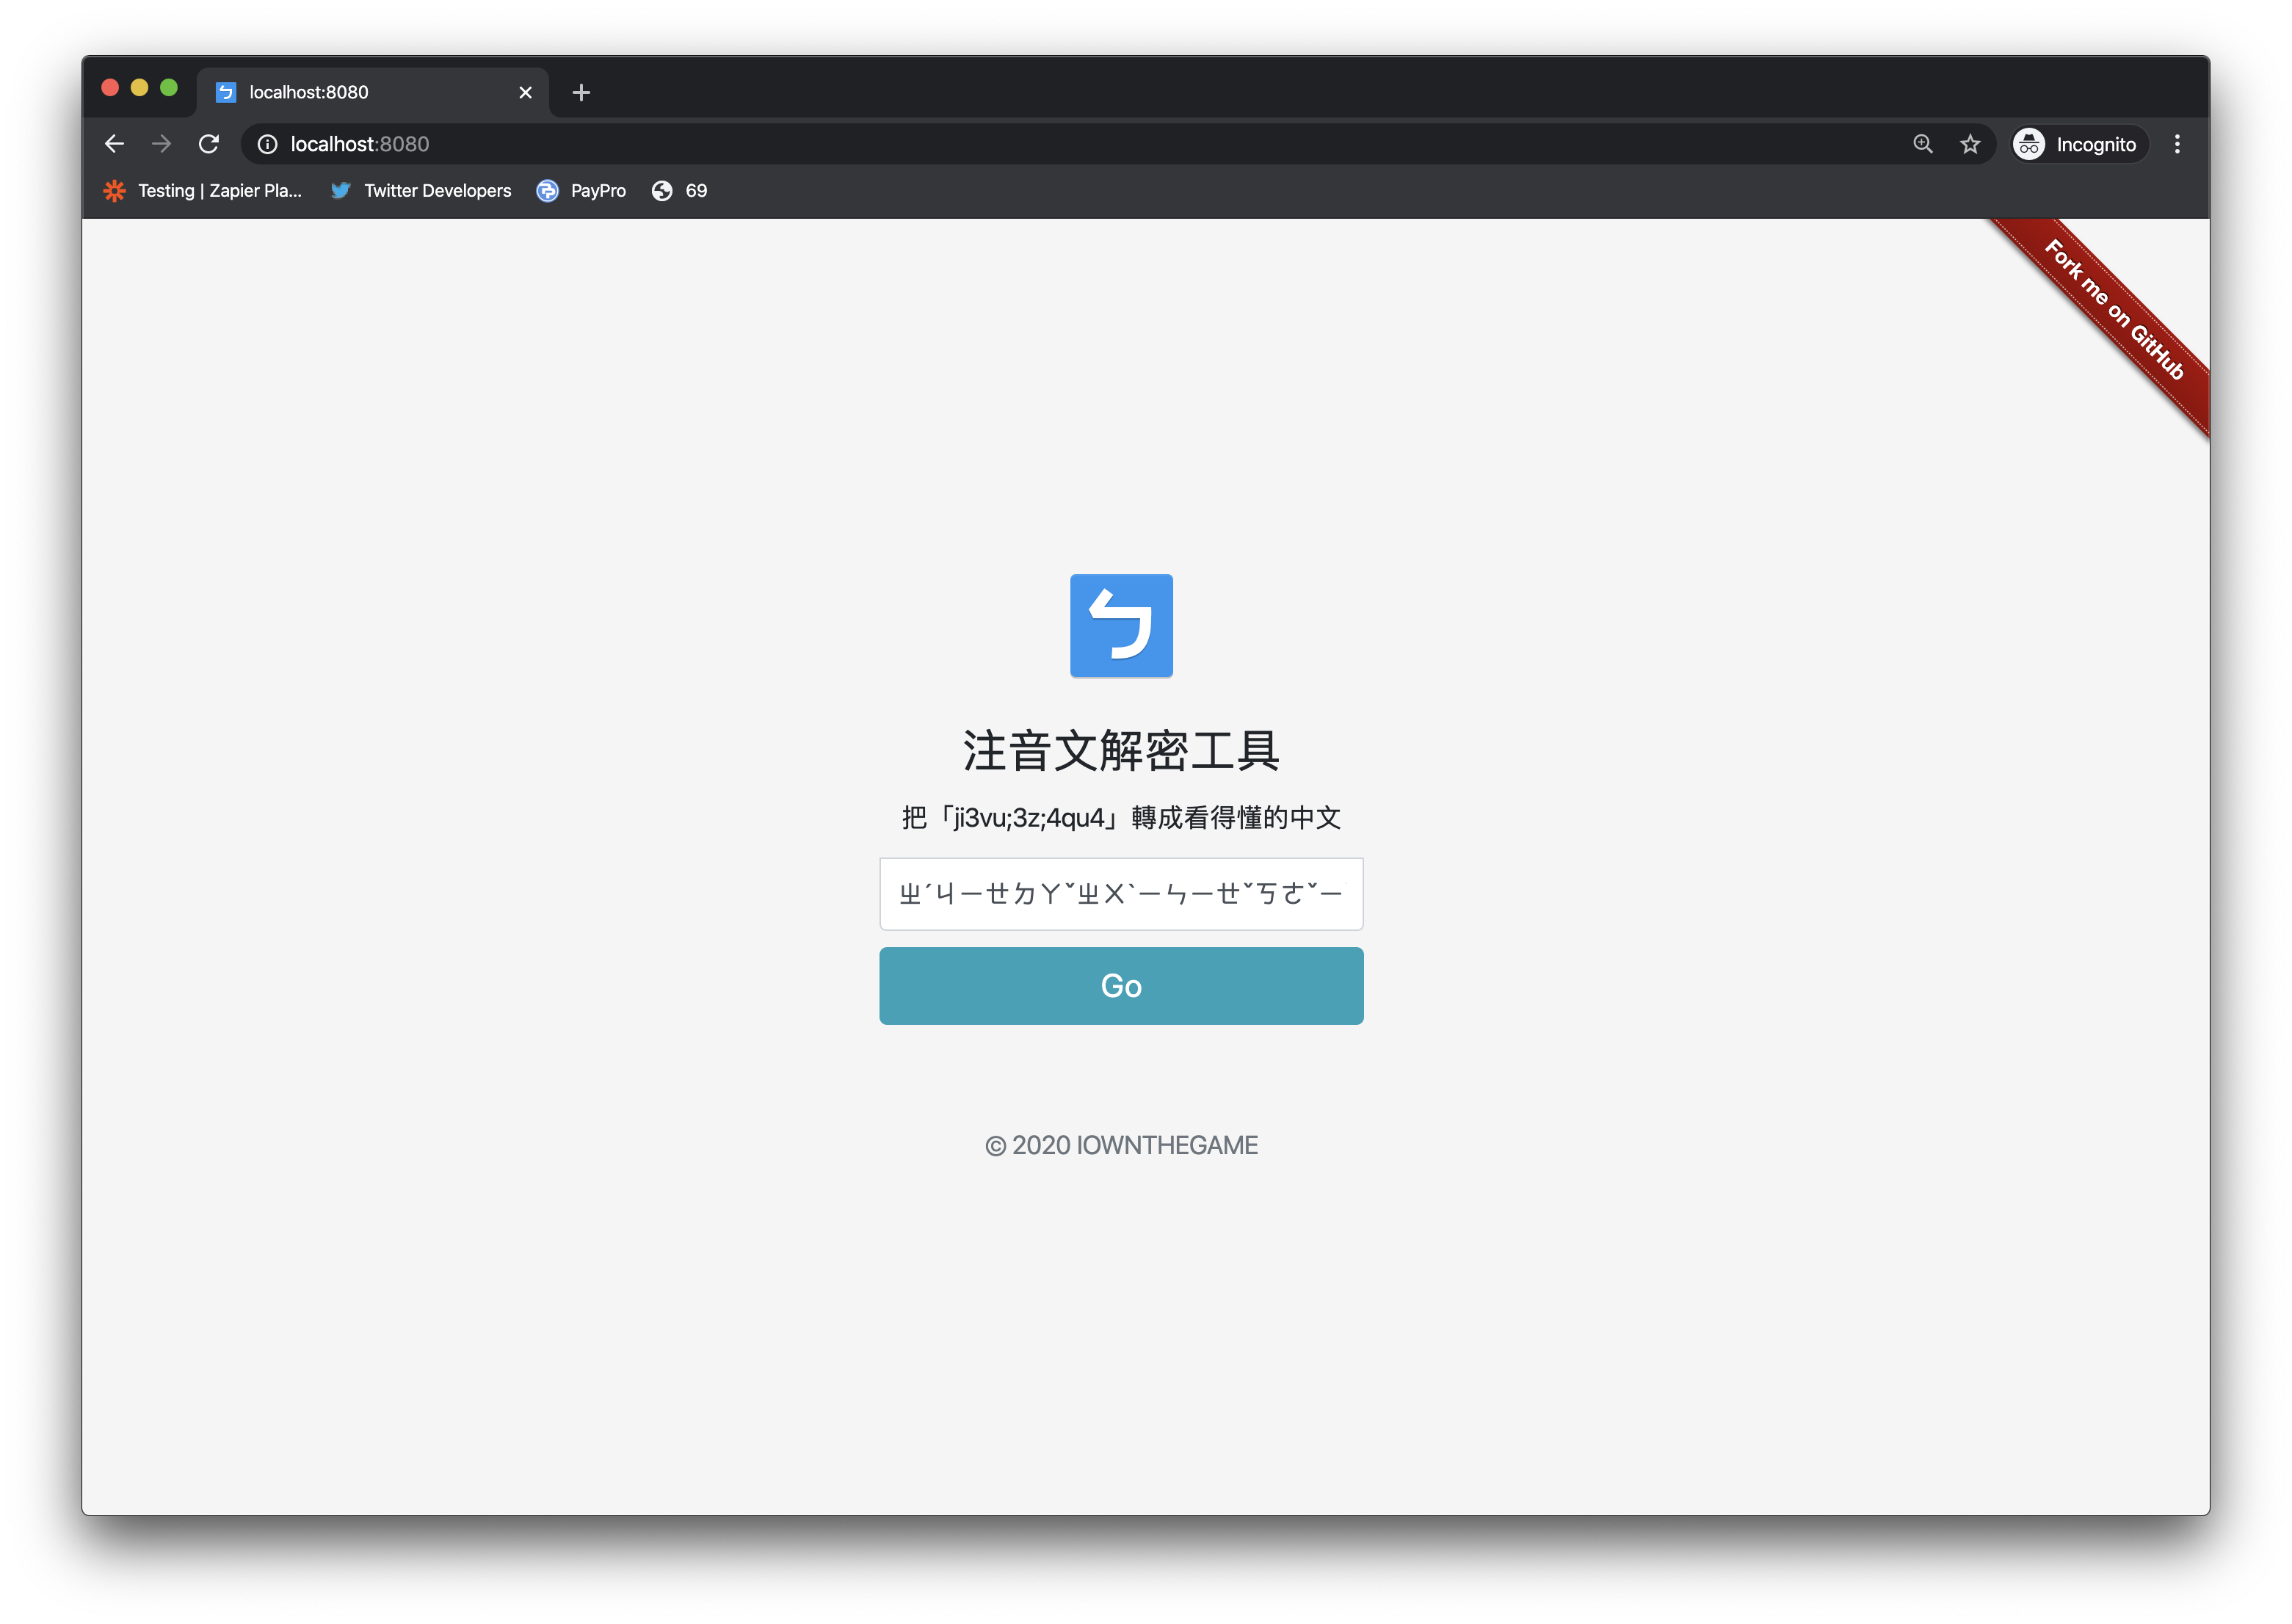 localhost:8080
localhost:8080
Incognito
Testing | Zapier Pla...
Twitter Developers
PayPro
69
Fork me on GitHub
ㄅ
注音文解密工具
把「ji3vu;3z;4qu4」轉成看得懂的中文
ㄓˊㄐㄧㄝㄉㄚˇㄓㄨˋㄧㄣㄧㄝˇㄎㄜˇㄧ
Go
© 2020 IOWNTHEGAME